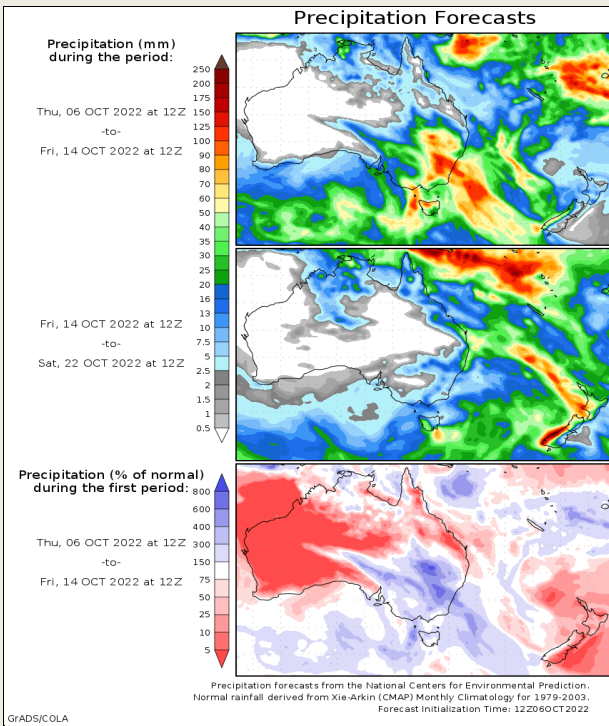 Precipitation Forecasts
Precipitation (mm)
during the period:
Thu, 06 OCT 2022 at 12Z
-to-
Fri, 14 OCT 2022 at 12Z
250
200
175
150
125
100
90
80
70
60
50
40
35
30
25
20
16
13
10
7.5
5
2.5
2
1.5
1
0.5
Fri, 14 OCT 2022 at 12Z
-to-
Sat, 22 OCT 2022 at 12Z
Precipitation (% of normal)
during the first period:
Thu, 06 OCT 2022 at 12Z
-to-
Fri, 14 OCT 2022 at 12Z
800
600
400
300
150
75
50
25
10
5
Precipitation forecasts from the National Centers for Environmental Prediction.
Normal rainfall derived from Xie-Arkin (CMAP) Monthly Climatology for 1979-2003.
Forecast Initialization Time: 12Z06OCT2022
GrADS/COLA